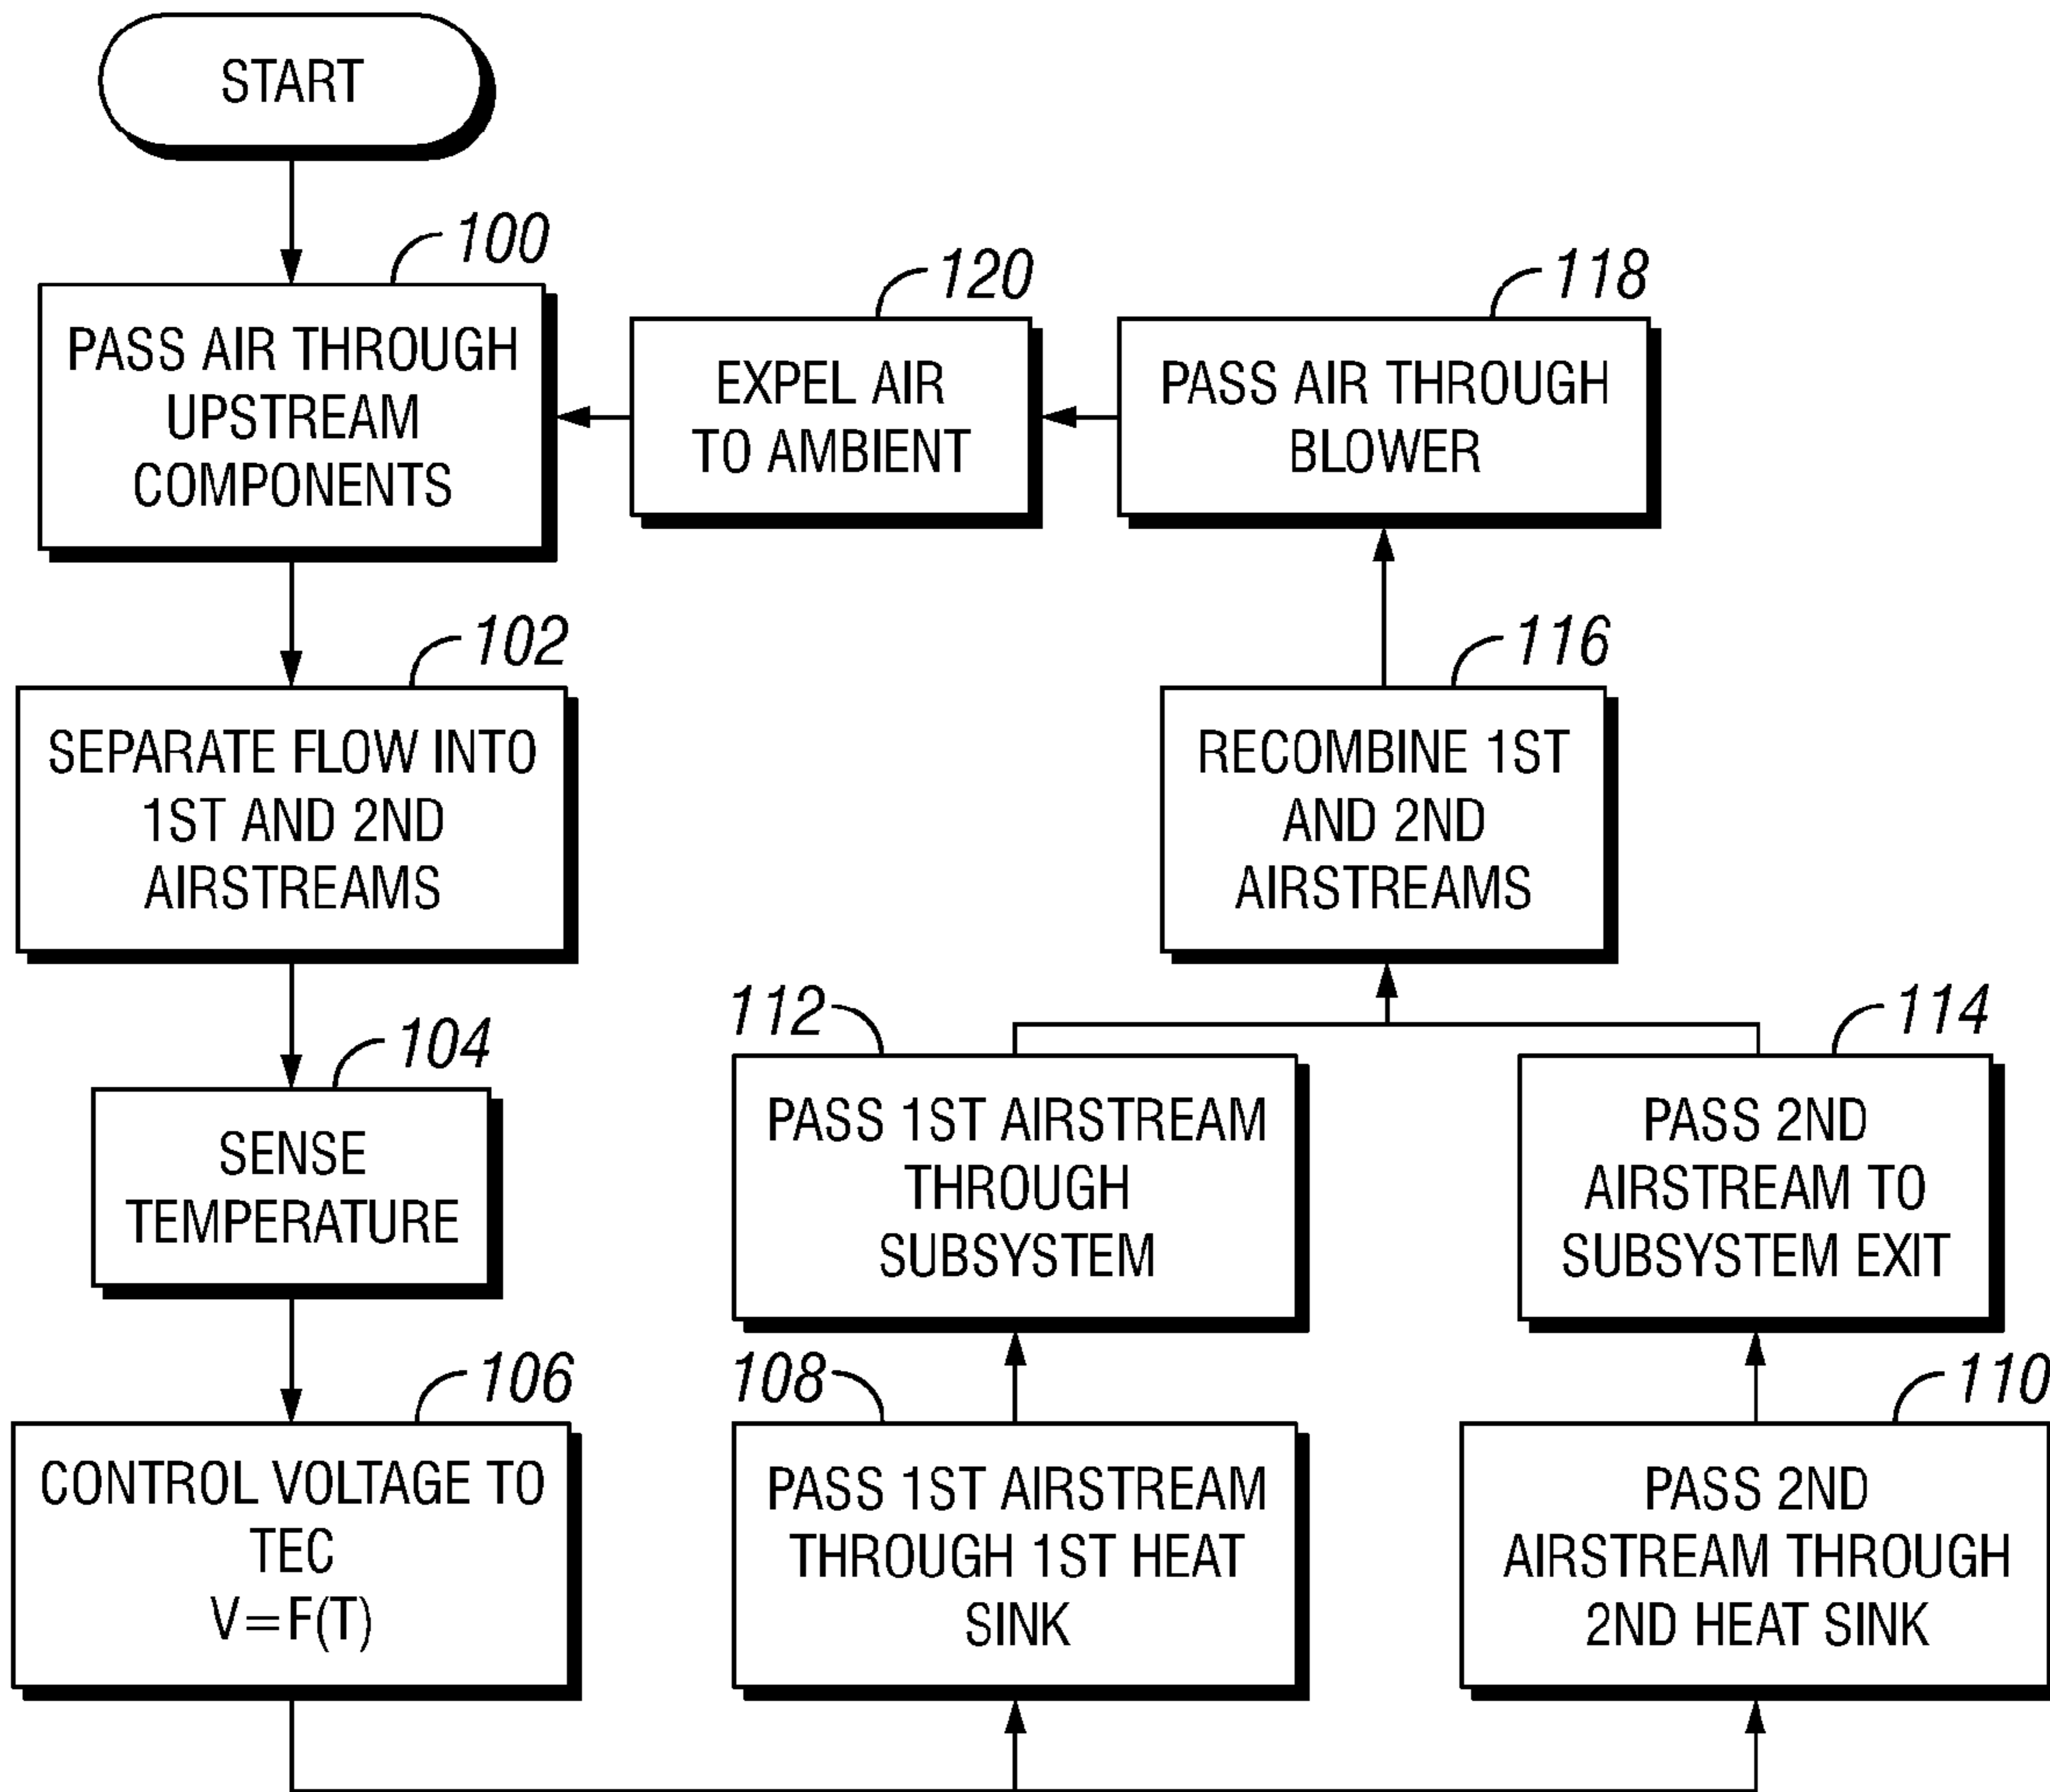 START
100
PASS AIR THROUGH
UPSTREAM
COMPONENTS
102
SEPARATE FLOW INTO
1ST AND 2ND
AIRSTREAMS
104
SENSE
TEMPERATURE
106
CONTROL VOLTAGE TO
TEC
V=F(T)
108
PASS 1ST AIRSTREAM
THROUGH 1ST HEAT
SINK
110
PASS 2ND
AIRSTREAM THROUGH
2ND HEAT SINK
112
PASS 1ST AIRSTREAM
THROUGH
SUBSYSTEM
114
PASS 2ND
AIRSTREAM TO
SUBSYSTEM EXIT
116
RECOMBINE 1ST
AND 2ND
AIRSTREAMS
118
PASS AIR THROUGH
BLOWER
120
EXPEL AIR
TO AMBIENT